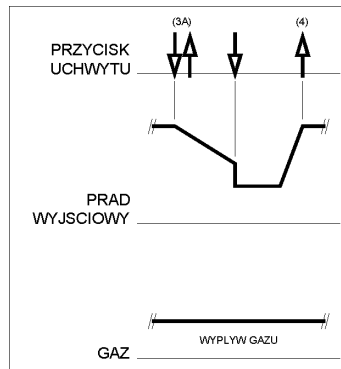 (3A) (4)
PRZYCISK
UCHWYTU
PRAD
WYJSCIOWY
WYPLYW GAZU
GAZ